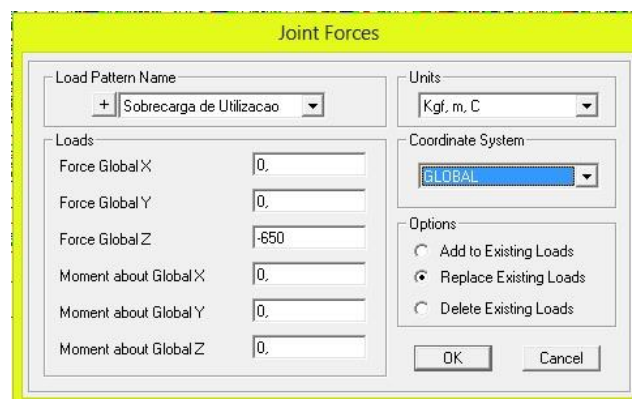 Joint Forces
Load Pattern Name
+ Sobrecarga de Utilizacao
Units
Kgf, m, C
Loads
Force Global X 0,
Force Global Y 0,
Force Global Z -650
Moment about Global X 0,
Moment about Global Y 0,
Moment about Global Z 0,
Coordinate System
GLOBAL
Options
Add to Existing Loads
Replace Existing Loads
Delete Existing Loads
OK Cancel